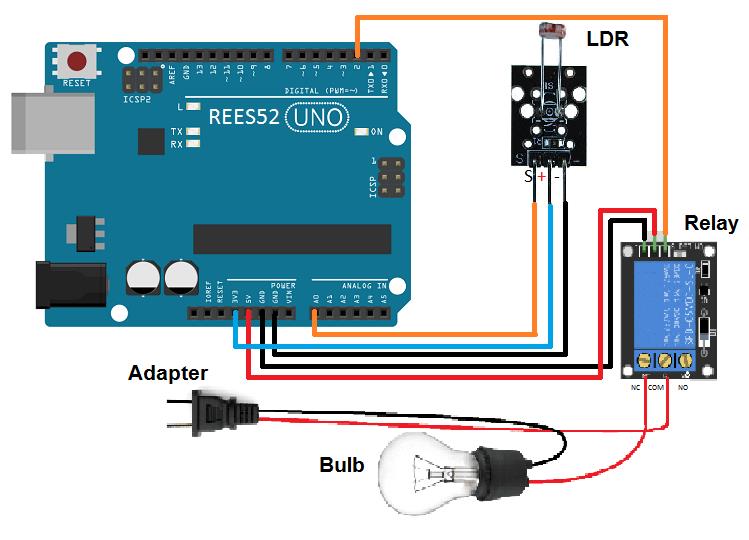 LDR
RESET
ICSP2
AREF
GND
13
12
~11
~10
~9
8
7
~6
~5
4
~3
2
TX0▶1
RX0◀0
DIGITAL (PWM=~)
L
REES52 UNO
TX
RX
ON
1
ICSP
S
-
S + -
Relay
POWER
ANALOG IN
IOREF
RESET
3V3
5V
GND
GND
VIN
A0
A1
A2
A3
A4
A5
NC COM NO
Adapter
Bulb